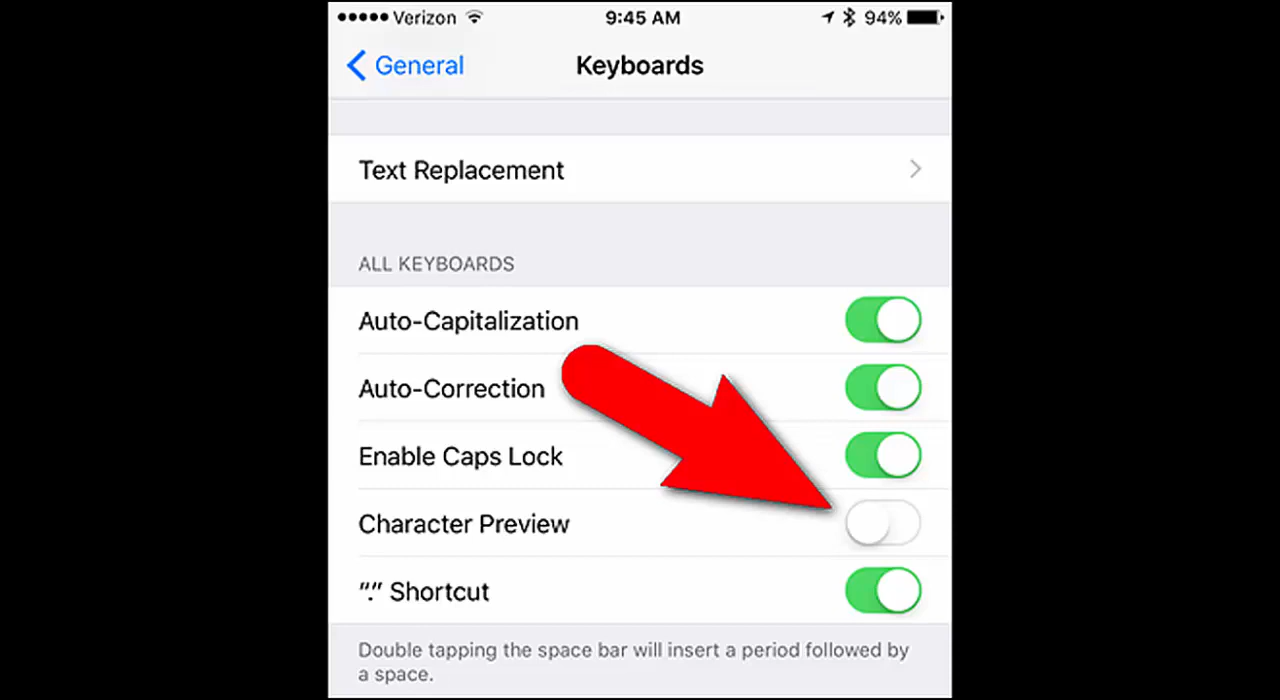 ●●●●● Verizon 9:45 AM 94%
General Keyboards
Text Replacement
ALL KEYBOARDS
Auto-Capitalization
Auto-Correction
Enable Caps Lock
Character Preview
“.” Shortcut
Double tapping the space bar will insert a period followed by
a space.